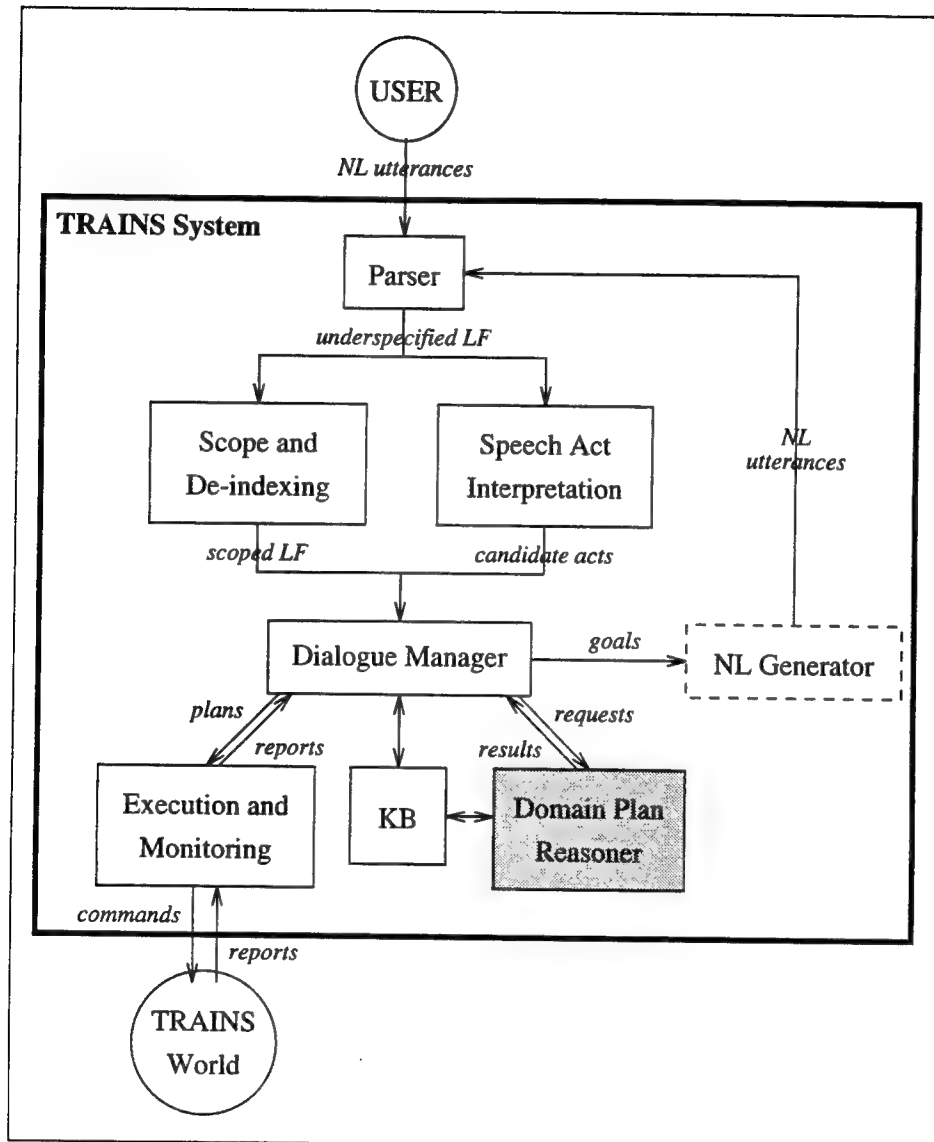 USER
NL utterances
TRAINS System
Parser
underspecified LF
Scope and
De-indexing
Speech Act
Interpretation
NL
utterances
scoped LF
candidate acts
Dialogue Manager
goals
NL Generator
plans
reports
requests
results
Execution and
Monitoring
KB
Domain Plan
Reasoner
commands
reports
TRAINS
World